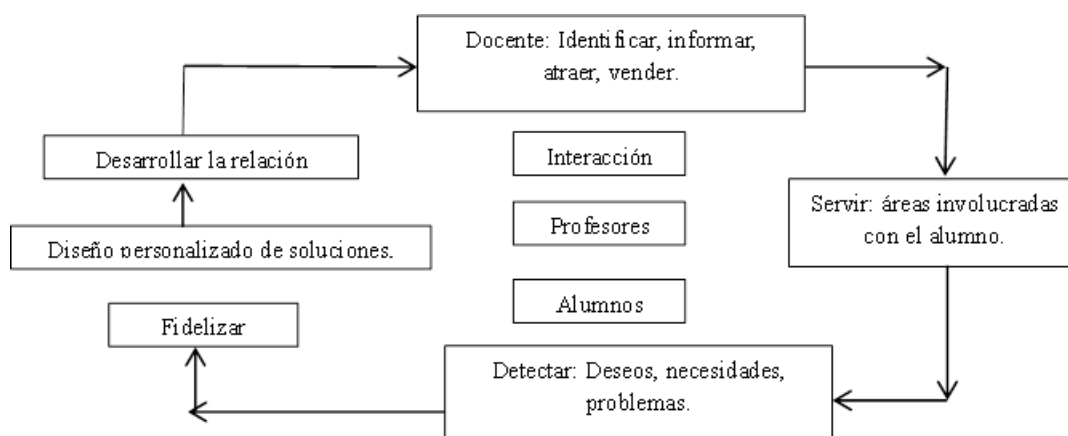 Docente: Identificar, informar,
atraer, vender.
Desarrollar la relación
Interacción
Servir: áreas involucradas
con el alumno.
Profesores
Diseño personalizado de soluciones.
Alumnos
Fidelizar
Detectar: Deseos, necesidades,
problemas.